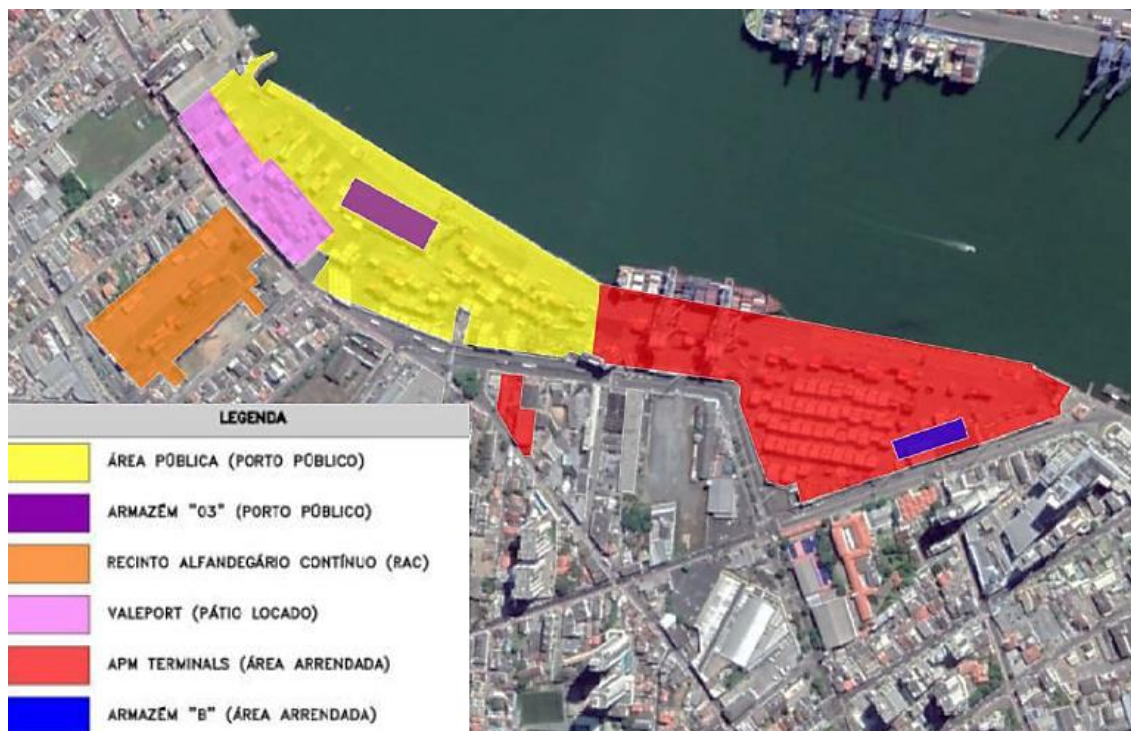 LEGENDA
ÁREA PÚBLICA (PORTO PÚBLICO)
ARMAZÉM "03" (PORTO PÚBLICO)
RECINTO ALFANDEGÁRIO CONTÍNUO (RAC)
VALEPORT (PÁTIO LOCADO)
APM TERMINALS (ÁREA ARRENDADA)
ARMAZÉM "B" (ÁREA ARRENDADA)